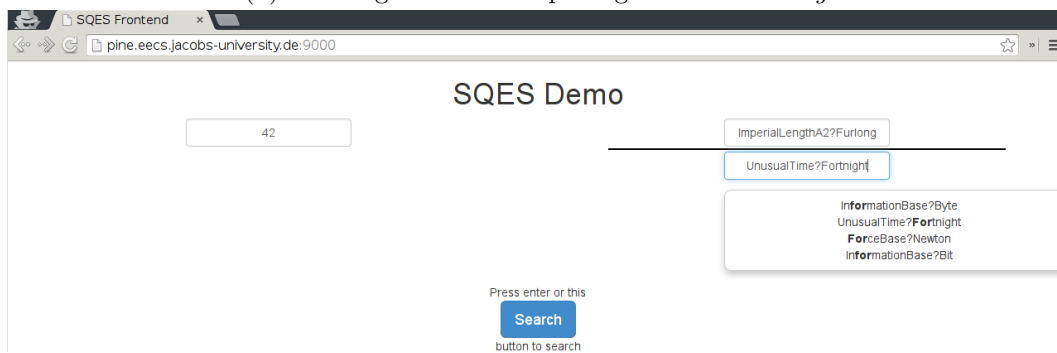 SQES Frontend ×
pine.eecs.jacobs-university.de:9000
SQES Demo
42
ImperialLengthA2?Furlong
UnusualTime?Fortnight
InformationBase?Byte
UnusualTime?Fortnight
ForceBase?Newton
InformationBase?Bit
Press enter or this
Search
button to search